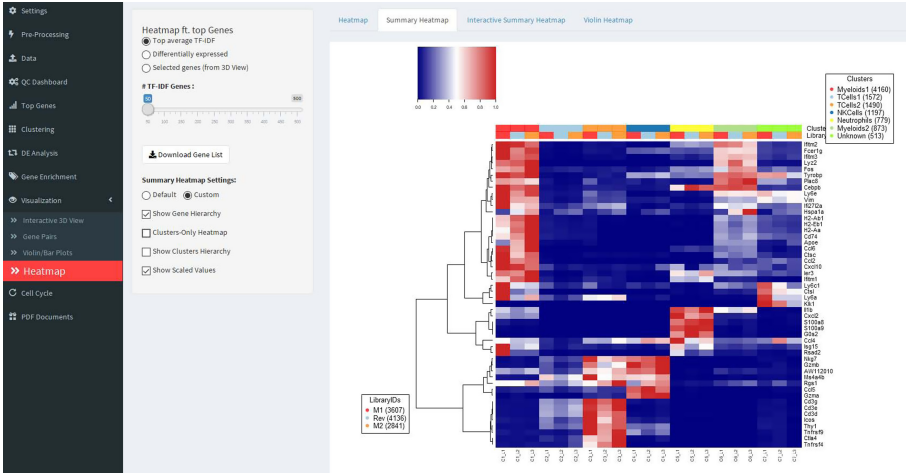 Settings
Pre-Processing
Data
QC Dashboard
Top Genes
Clustering
DE Analysis
Gene Enrichment
Visualization
Interactive 3D View
Gene Pairs
Violin/Bar Plots
Heatmap
Cell Cycle
PDF Documents
Heatmap ft. top Genes
Top average TF-IDF
Differentially expressed
Selected genes (from 3D View)
# TF-IDF Genes :
50
500
Download Gene List
Summary Heatmap Settings:
Default Custom
Show Gene Hierarchy
Clusters-Only Heatmap
Show Clusters Hierarchy
Show Scaled Values
Heatmap Summary Heatmap Interactive Summary Heatmap Violin Heatmap
0.0 0.2 0.4 0.6 0.8 1.0
Clusters
Myeloids1 (4160)
TCells1 (1572)
TCells2 (1490)
NKCells (1197)
Neutrophils (779)
Myeloids2 (873)
Unknown (513)
Cluste
Library
Ifitm2
Fcer1g
Ifitm3
Lyz2
Fos
Tyrobp
Plac8
Cebpb
Ly6e
Vim
Ifi27l2a
Hspa1a
H2-Ab1
H2-Eb1
H2-Aa
Cd74
Apoe
Ccl6
Ctsc
Ccl2
Cxcl10
Ier3
Ifitm1
Ly6c1
Ctsl
Ly6a
Klk1
Il1b
Cxcl2
S100a8
S100a9
G0s2
Ccl4
Isg15
Rsad2
Nkg7
Gzmb
AW112010
Ms4a4b
Rgs1
Ccl5
Gzma
Cd3g
Cd3e
Cd3d
Icos
Thy1
Tnfrsf9
Ctla4
Tnfrsf4
LibraryIDs
M1 (3607)
Rev (4136)
M2 (2841)